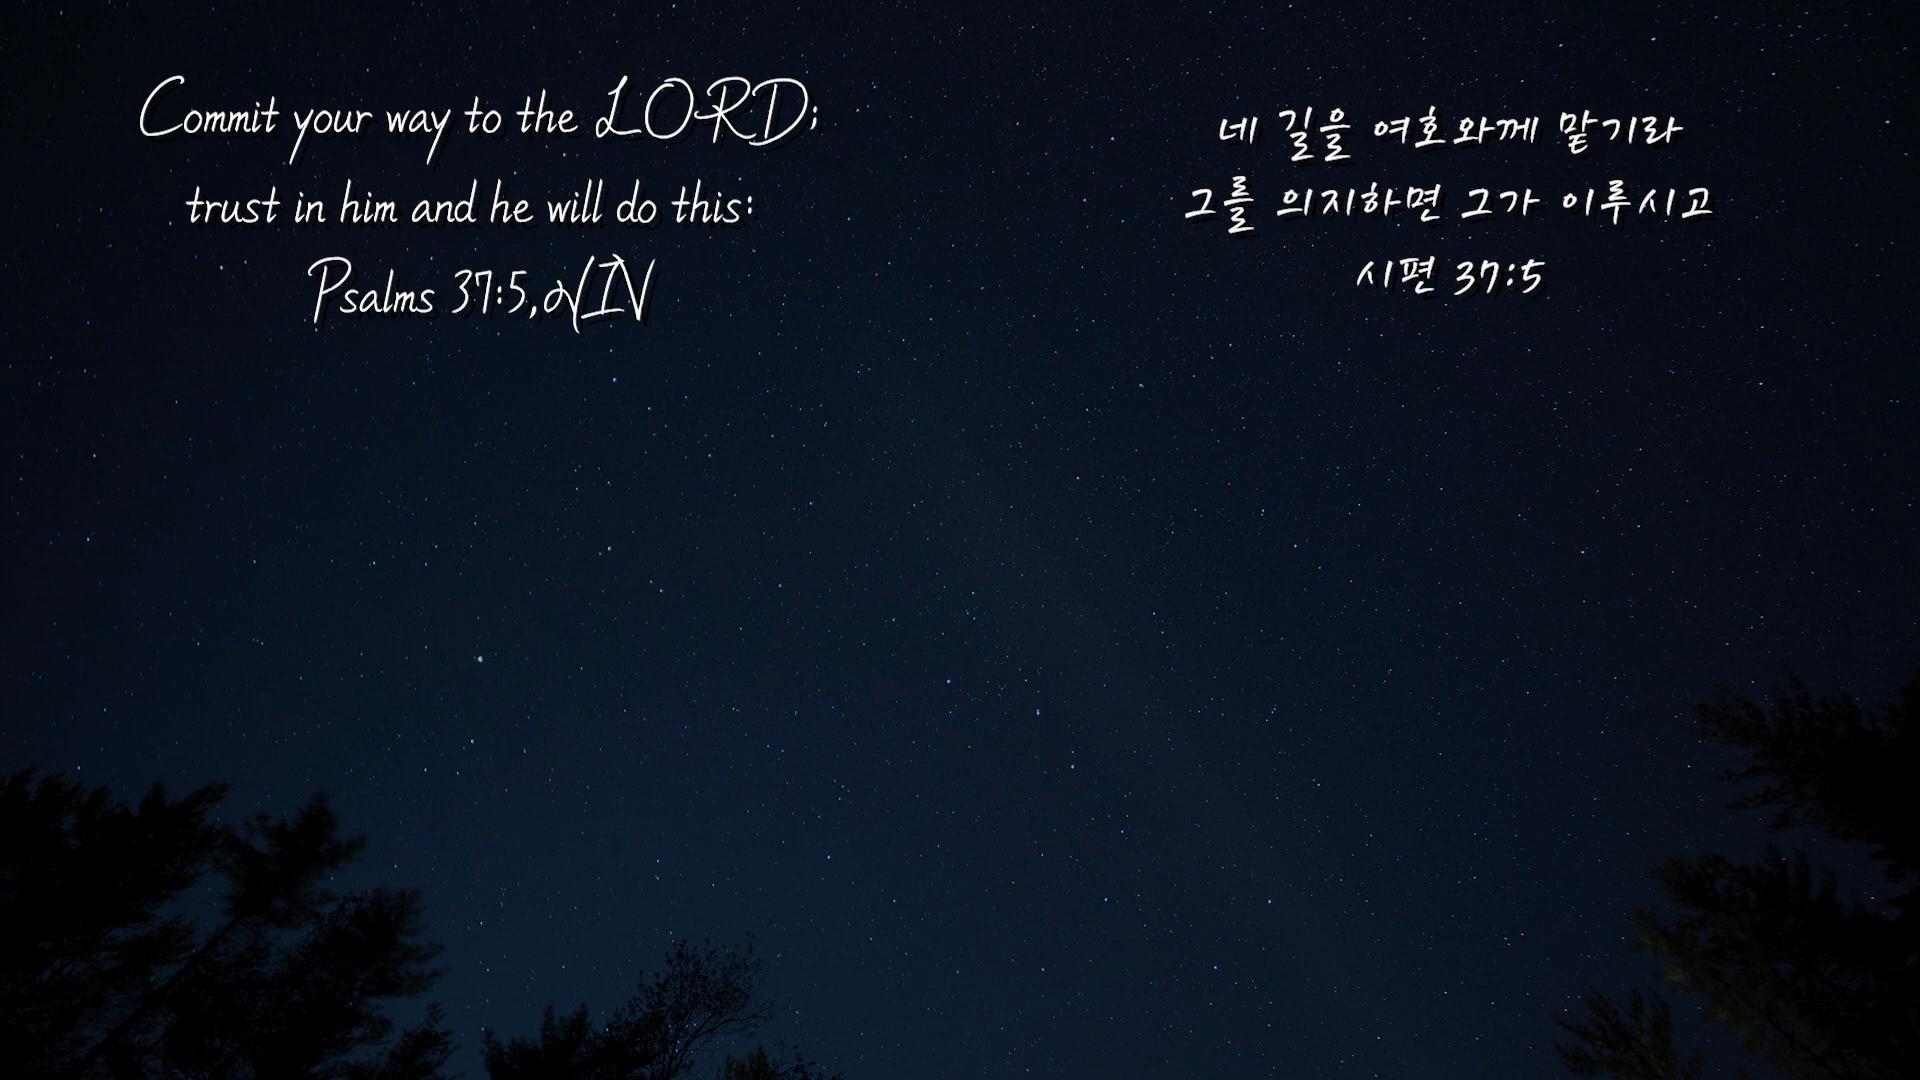 Commit your way to the LORD;
trust in him and he will do this:
Psalms 37:5, NIV
네 길을 여호와께 맡기라
그를 의지하면 그가 이루시고
시편 37:5